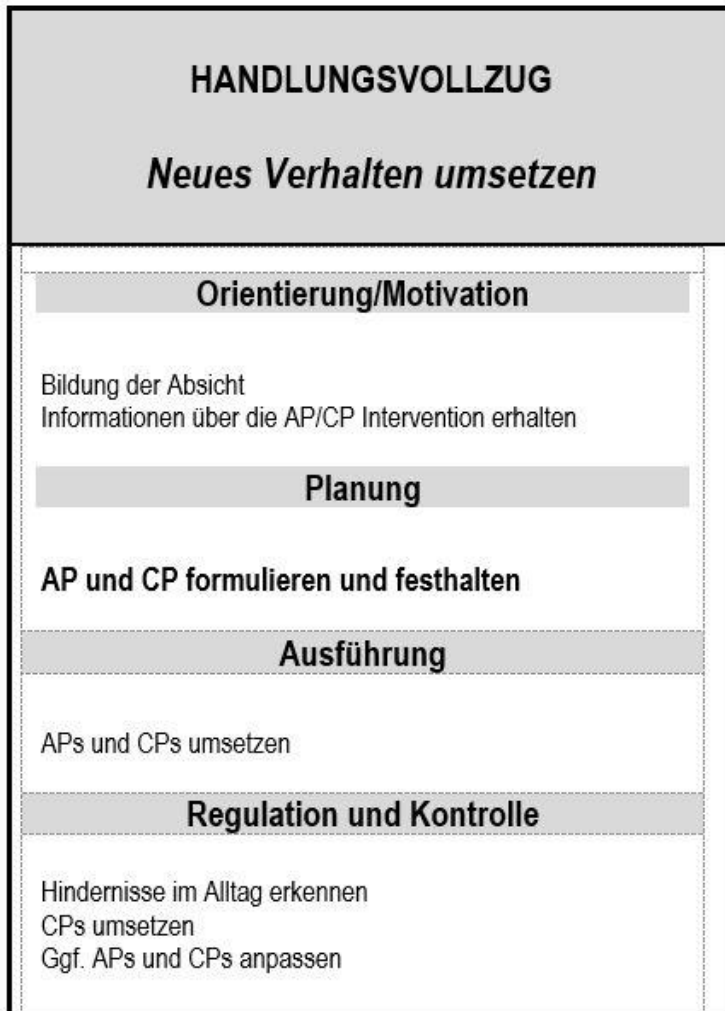 HANDLUNGSVOLLZUG
Neues Verhalten umsetzen
Orientierung/Motivation
Bildung der Absicht
Informationen über die AP/CP Intervention erhalten
Planung
AP und CP formulieren und festhalten
Ausführung
APs und CPs umsetzen
Regulation und Kontrolle
Hindernisse im Alltag erkennen
CPs umsetzen
Ggf. APs und CPs anpassen